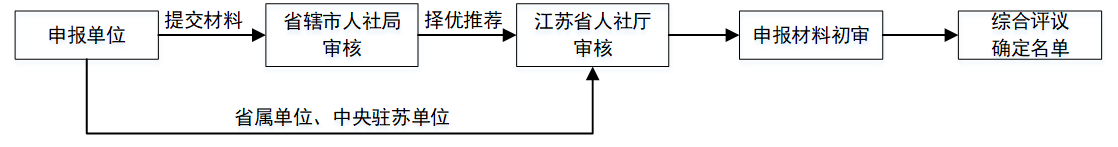 申报单位
提交材料
省辖市人社局
审核
择优推荐
江苏省人社厅
审核
申报材料初审
综合评议
确定名单
省属单位、中央驻苏单位